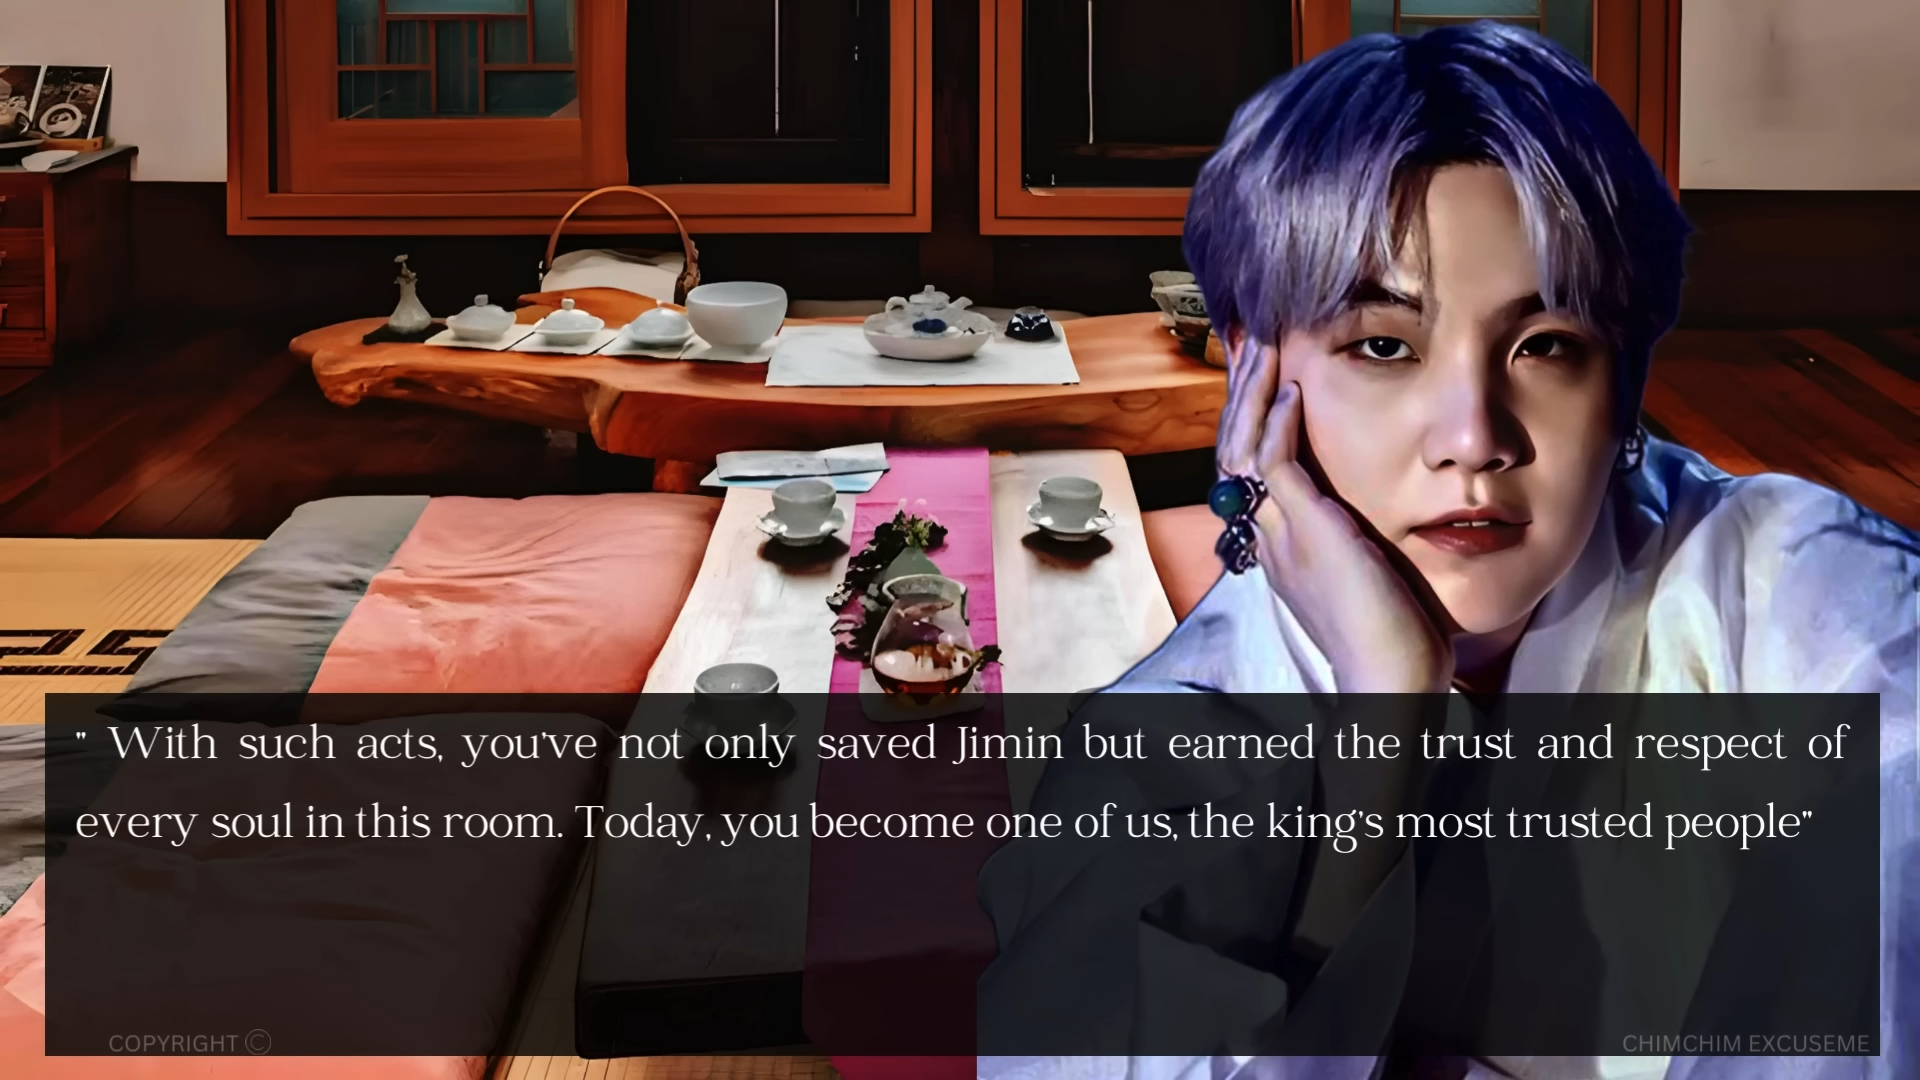 " With such acts, you've not only saved Jimin but earned the trust and respect of
every soul in this room. Today, you become one of us, the king's most trusted people"
COPYRIGHT ©
CHIMCHIM EXCUSEME